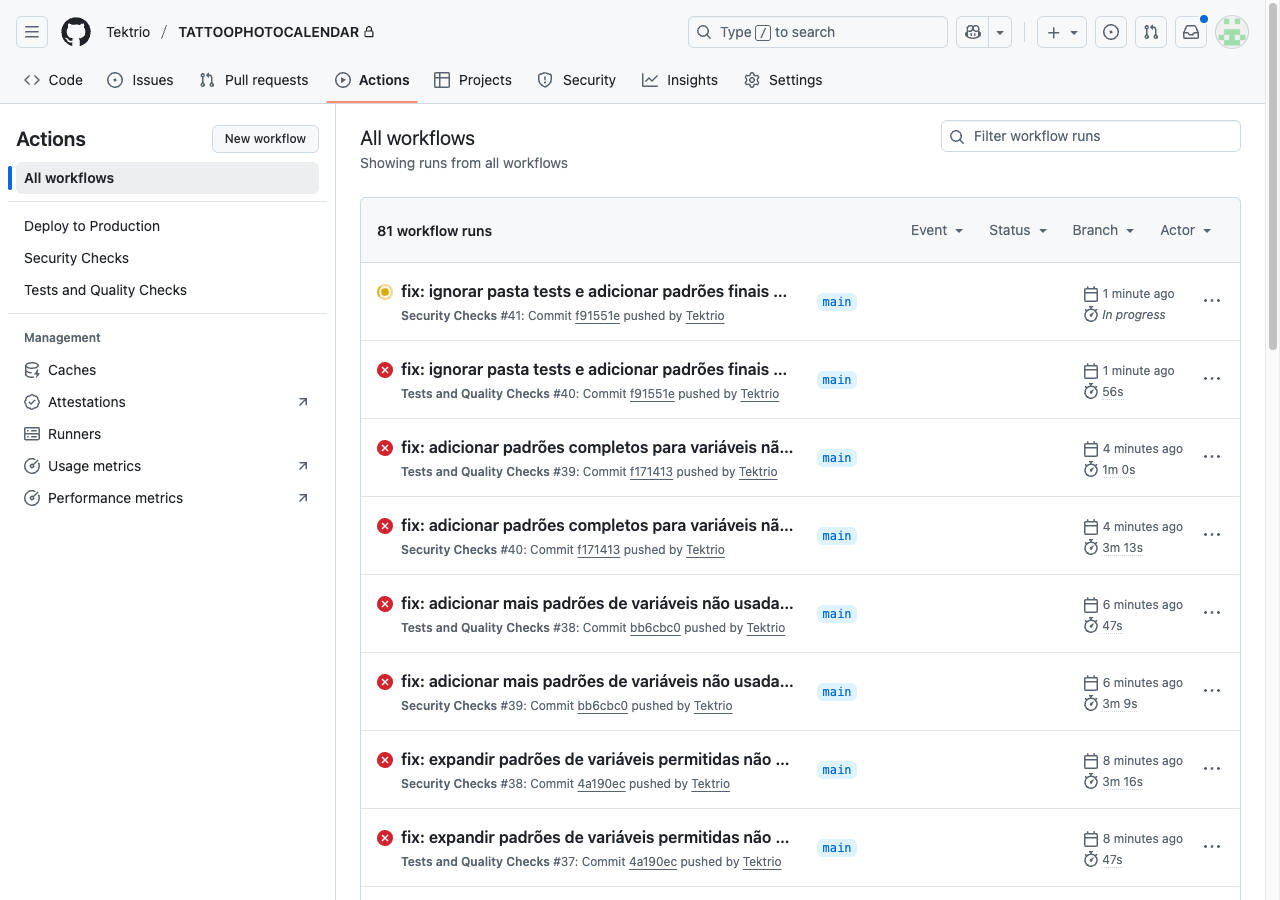 Tektrio / TATTOOPHOTOCALENDAR
Type / to search
Code
Issues
Pull requests
Actions
Projects
Security
Insights
Settings
Actions
New workflow
All workflows
Deploy to Production
Security Checks
Tests and Quality Checks
Management
Caches
Attestations
Runners
Usage metrics
Performance metrics
All workflows
Showing runs from all workflows
Filter workflow runs
81 workflow runs
Event
Status
Branch
Actor
fix: ignorar pasta tests e adicionar padrões finais ...
Security Checks #41: Commit f91551e pushed by Tektrio
main
1 minute ago
In progress
fix: ignorar pasta tests e adicionar padrões finais ...
Tests and Quality Checks #40: Commit f91551e pushed by Tektrio
main
1 minute ago
56s
fix: adicionar padrões completos para variáveis nã...
Tests and Quality Checks #39: Commit f171413 pushed by Tektrio
main
4 minutes ago
1m 0s
fix: adicionar padrões completos para variáveis nã...
Security Checks #40: Commit f171413 pushed by Tektrio
main
4 minutes ago
3m 13s
fix: adicionar mais padrões de variáveis não usada...
Tests and Quality Checks #38: Commit bb6cbc0 pushed by Tektrio
main
6 minutes ago
47s
fix: adicionar mais padrões de variáveis não usada...
Security Checks #39: Commit bb6cbc0 pushed by Tektrio
main
6 minutes ago
3m 9s
fix: expandir padrões de variáveis permitidas não ...
Security Checks #38: Commit 4a190ec pushed by Tektrio
main
8 minutes ago
3m 16s
fix: expandir padrões de variáveis permitidas não ...
Tests and Quality Checks #37: Commit 4a190ec pushed by Tektrio
main
8 minutes ago
47s